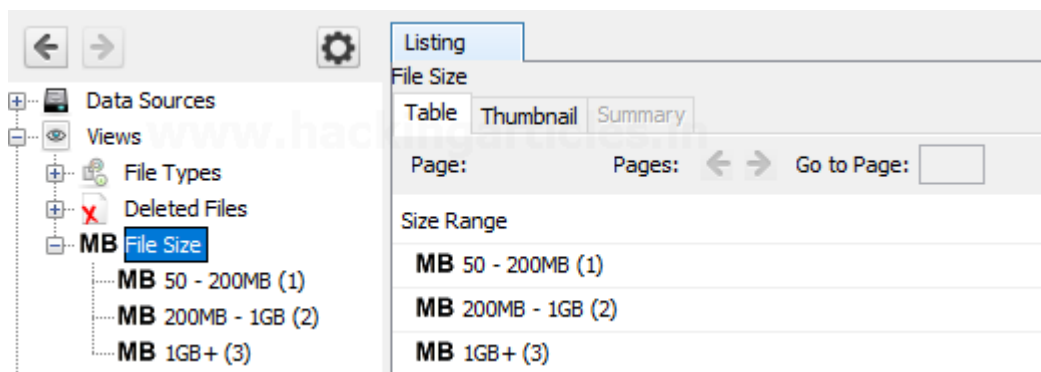 Data Sources
Views
File Types
Deleted Files
MB File Size
MB 50 - 200MB (1)
MB 200MB - 1GB (2)
MB 1GB+ (3)
Listing
File Size
Table Thumbnail Summary
Page: Pages: Go to Page:
Size Range
MB 50 - 200MB (1)
MB 200MB - 1GB (2)
MB 1GB+ (3)
www.hackingarticles.in